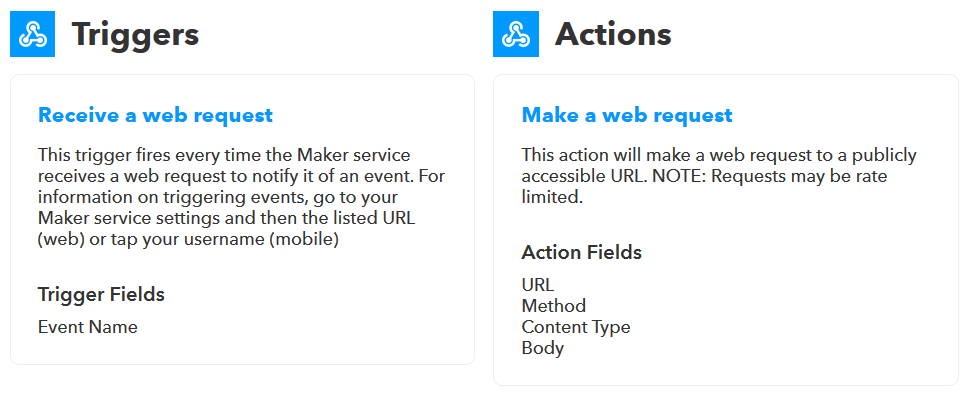 Triggers
Receive a web request
This trigger fires every time the Maker service
receives a web request to notify it of an event. For
information on triggering events, go to your
Maker service settings and then the listed URL
(web) or tap your username (mobile)
Trigger Fields
Event Name
Actions
Make a web request
This action will make a web request to a publicly
accessible URL. NOTE: Requests may be rate
limited.
Action Fields
URL
Method
Content Type
Body